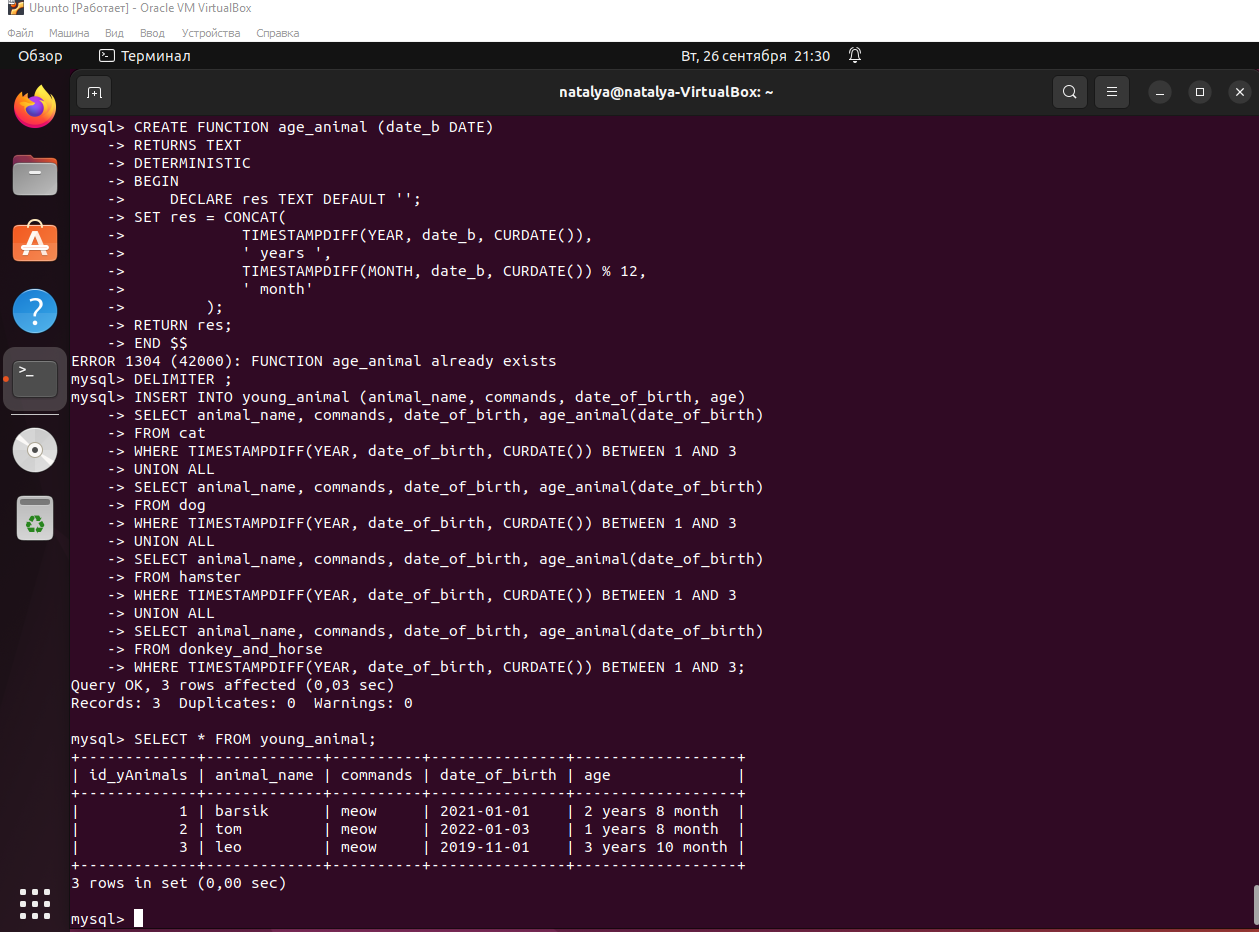 Ubunto [Работает] - Oracle VM VirtualBox
Файл Машина Вид Ввод Устройства Справка
Обзор Терминал Вт, 26 сентября 21:30
natalya@natalya-VirtualBox: ~
mysql> CREATE FUNCTION age_animal (date_b DATE)
    -> RETURNS TEXT
    -> DETERMINISTIC
    -> BEGIN
    ->     DECLARE res TEXT DEFAULT '';
    -> SET res = CONCAT(
    ->             TIMESTAMPDIFF(YEAR, date_b, CURDATE()),
    ->             ' years ',
    ->             TIMESTAMPDIFF(MONTH, date_b, CURDATE()) % 12,
    ->             ' month'
    ->         );
    -> RETURN res;
    -> END $$
ERROR 1304 (42000): FUNCTION age_animal already exists
mysql> DELIMITER ;
mysql> INSERT INTO young_animal (animal_name, commands, date_of_birth, age)
    -> SELECT animal_name, commands, date_of_birth, age_animal(date_of_birth)
    -> FROM cat
    -> WHERE TIMESTAMPDIFF(YEAR, date_of_birth, CURDATE()) BETWEEN 1 AND 3
    -> UNION ALL
    -> SELECT animal_name, commands, date_of_birth, age_animal(date_of_birth)
    -> FROM dog
    -> WHERE TIMESTAMPDIFF(YEAR, date_of_birth, CURDATE()) BETWEEN 1 AND 3
    -> UNION ALL
    -> SELECT animal_name, commands, date_of_birth, age_animal(date_of_birth)
    -> FROM hamster
    -> WHERE TIMESTAMPDIFF(YEAR, date_of_birth, CURDATE()) BETWEEN 1 AND 3
    -> UNION ALL
    -> SELECT animal_name, commands, date_of_birth, age_animal(date_of_birth)
    -> FROM donkey_and_horse
    -> WHERE TIMESTAMPDIFF(YEAR, date_of_birth, CURDATE()) BETWEEN 1 AND 3;
Query OK, 3 rows affected (0,03 sec)
Records: 3  Duplicates: 0  Warnings: 0
mysql> SELECT * FROM young_animal;
+-------------+-------------+----------+---------------+------------------+
| id_yAnimals | animal_name | commands | date_of_birth | age              |
+-------------+-------------+----------+---------------+------------------+
|           1 | barsik      | meow     | 2021-01-01    | 2 years 8 month  |
|           2 | tom         | meow     | 2022-01-03    | 1 years 8 month  |
|           3 | leo         | meow     | 2019-11-01    | 3 years 10 month |
+-------------+-------------+----------+---------------+------------------+
3 rows in set (0,00 sec)
mysql>